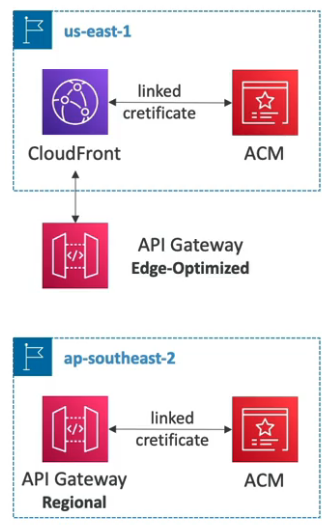 us-east-1
linked
cretificate
CloudFront
ACM
API Gateway
Edge-Optimized
ap-southeast-2
linked
cretificate
API Gateway
Regional
ACM